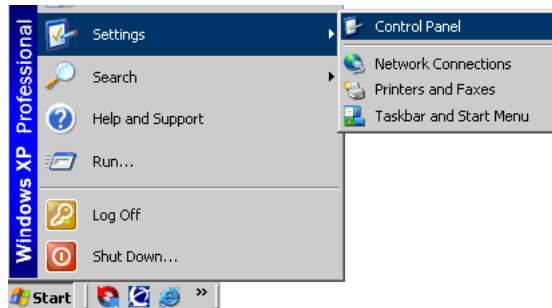 Windows XP Professional
Settings
Search
Help and Support
Run...
Log Off
Shut Down...
Control Panel
Network Connections
Printers and Faxes
Taskbar and Start Menu
Start
»